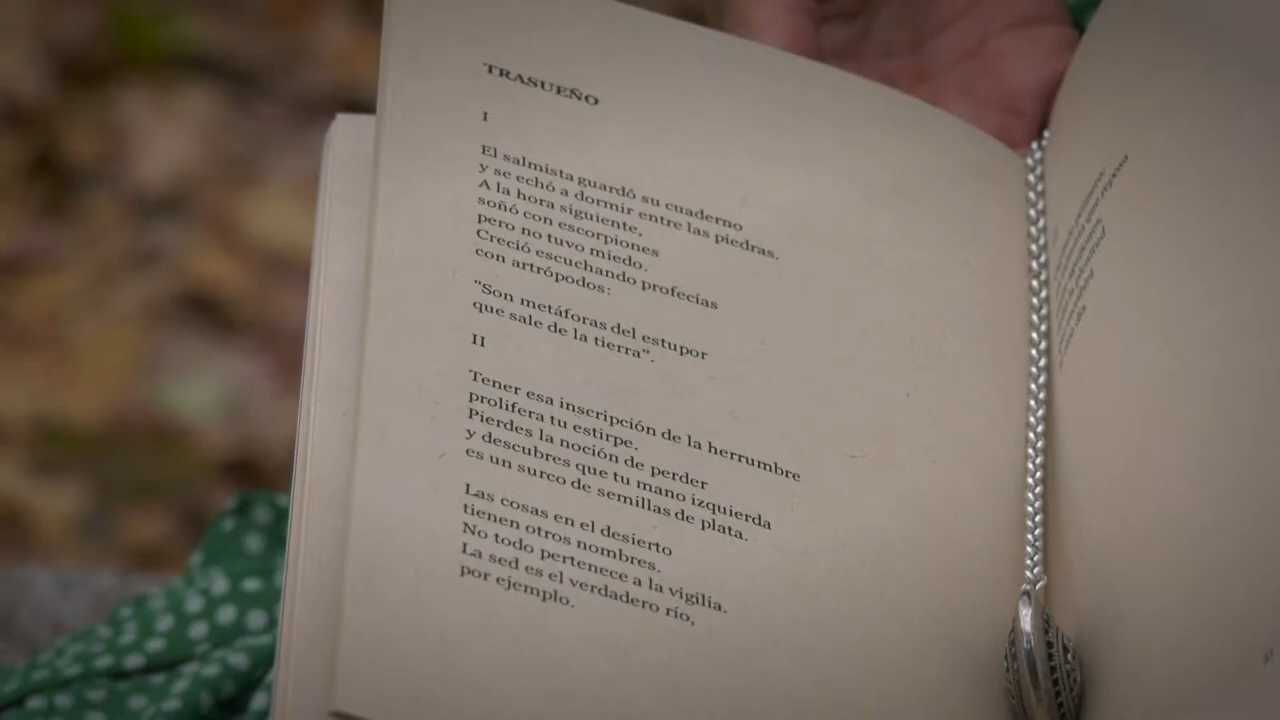 TRASUEÑO
I
El salmista guardó su cuaderno
y se echó a dormir entre las piedras.
A la hora siguiente,
soñó con escorpiones
pero no tuvo miedo.
Creció escuchando profecías
con artrópodos:
"Son metáforas del estupor
que sale de la tierra".
II
Tener esa inscripción de la herrumbre
prolifera tu estirpe.
Pierdes la noción de perder
y descubres que tu mano izquierda
es un surco de semillas de plata.
Las cosas en el desierto
tienen otros nombres.
No todo pertenece a la vigilia.
La sed es el verdadero río,
por ejemplo.
que reposa